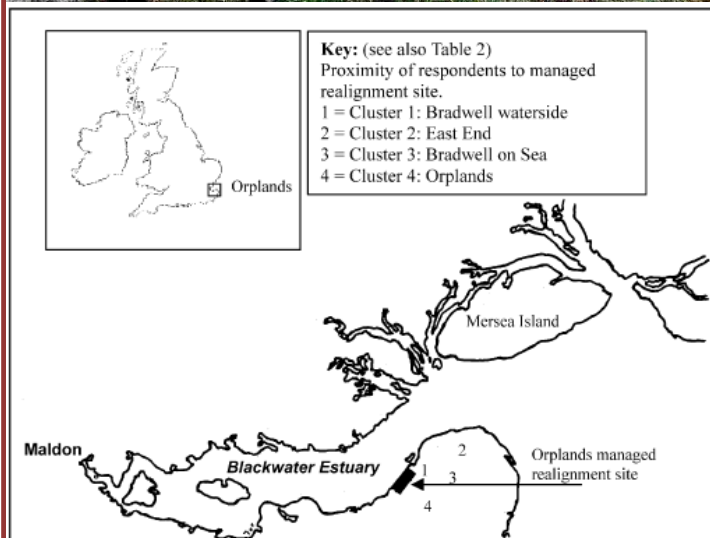 Key: (see also Table 2)
Proximity of respondents to managed
realignment site.
1 = Cluster 1: Bradwell waterside
2 = Cluster 2: East End
3 = Cluster 3: Bradwell on Sea
4 = Cluster 4: Orplands
Orplands
Mersea Island
Maldon
Blackwater Estuary
2
1
3
4
Orplands managed
realignment site